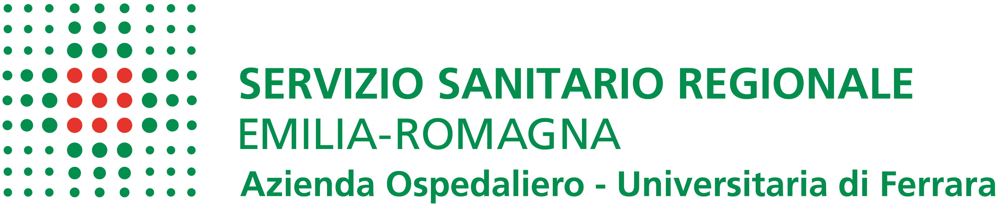 SERVIZIO SANITARIO REGIONALE
EMILIA-ROMAGNA
Azienda Ospedaliero - Universitaria di Ferrara